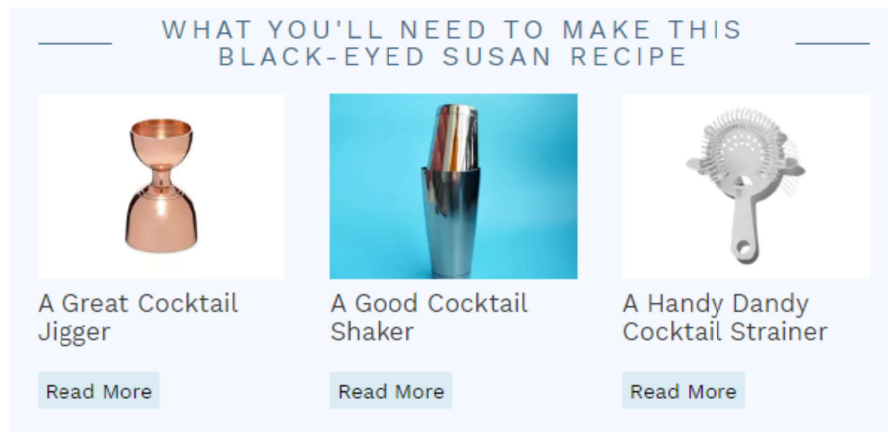 WHAT YOU'LL NEED TO MAKE THIS
BLACK-EYED SUSAN RECIPE
A Great Cocktail
Jigger
A Good Cocktail
Shaker
A Handy Dandy
Cocktail Strainer
Read More
Read More
Read More